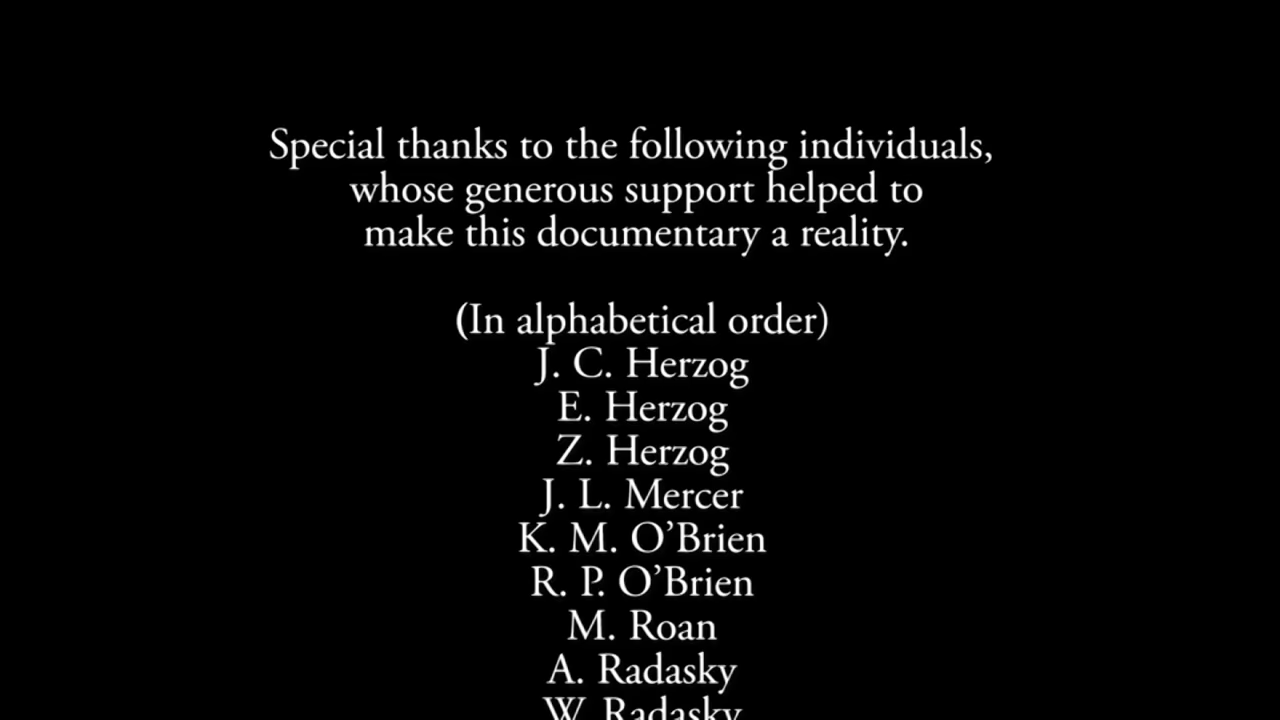 Special thanks to the following individuals,
whose generous support helped to
make this documentary a reality.
(In alphabetical order)
J. C. Herzog
E. Herzog
Z. Herzog
J. L. Mercer
K. M. O’Brien
R. P. O’Brien
M. Roan
A. Radasky
W. Radasky